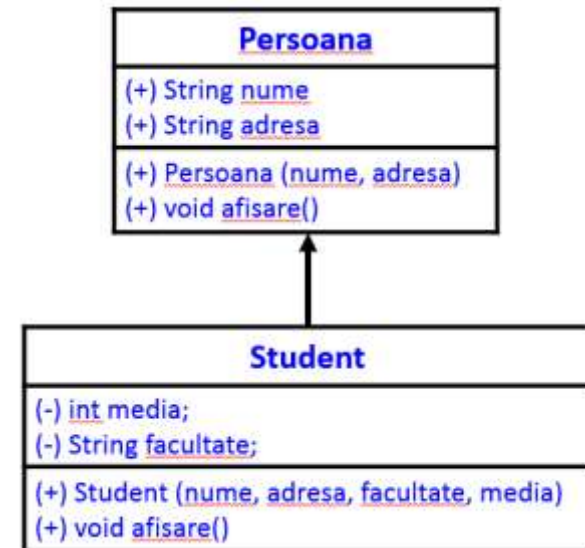 Persoana
(+) String nume
(+) String adresa
(+) Persoana (nume, adresa)
(+) void afisare()
Student
(-) int media;
(-) String facultate;
(+) Student (nume, adresa, facultate, media)
(+) void afisare()